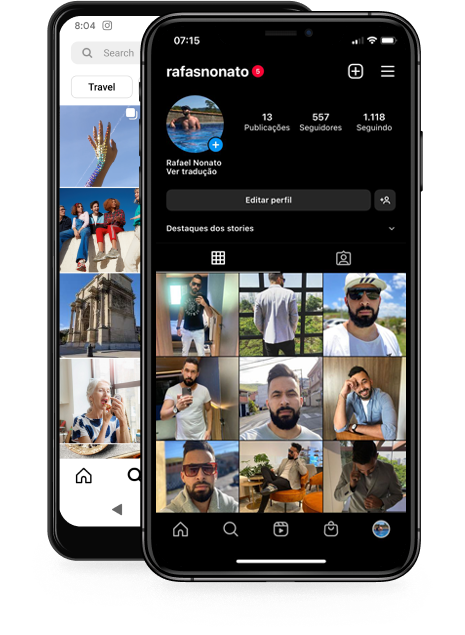 8:04
Search
Travel
07:15
rafasnonato 5
13 557 1.118
Publicações Seguidores Seguindo
Rafael Nonato
Ver tradução
Editar perfil
Destaques dos stories